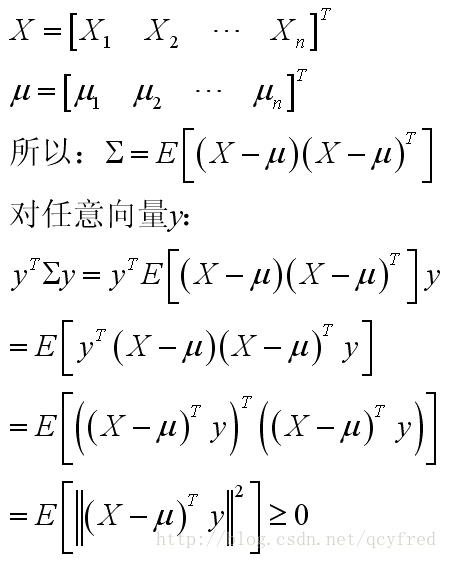 X = [X₁ X₂ ⋯ Xₙ]ᵀ
μ = [μ₁ μ₂ ⋯ μₙ]ᵀ
所以：Σ = E[(X − μ)(X − μ)ᵀ]
对任意向量y：
yᵀΣy = yᵀE[(X − μ)(X − μ)ᵀ]y
= E[yᵀ(X − μ)(X − μ)ᵀ y]
= E[((X − μ)ᵀ y)ᵀ((X − μ)ᵀ y)]
= E[‖(X − μ)ᵀ y‖²] ≥ 0
http://blog.csdn.net/qcyfred